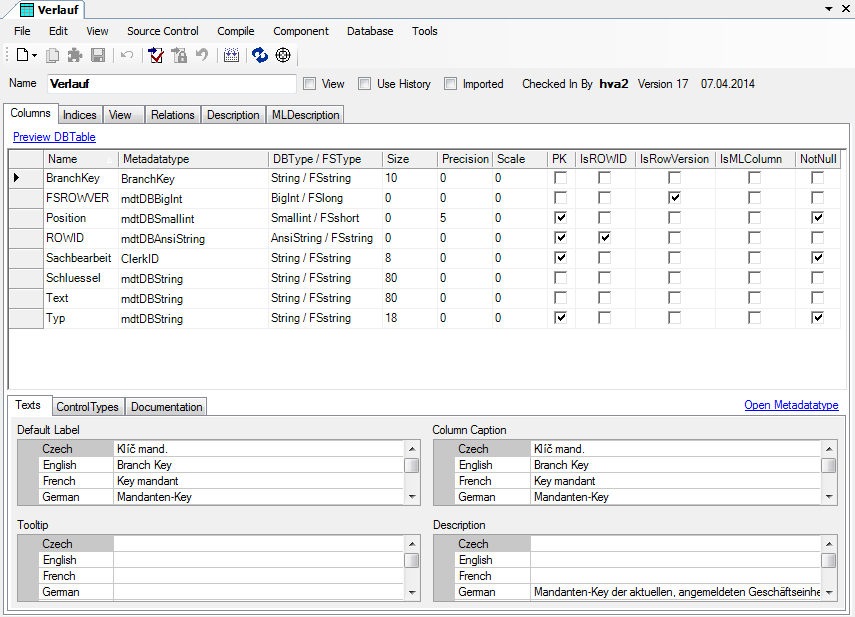 Verlauf
File Edit View Source Control Compile Component Database Tools
Name Verlauf View Use History Imported Checked In By hva2 Version 17 07.04.2014
Columns Indices View Relations Description MLDescription
Preview DBTable
Name Metadatatype DBType / FSType Size Precision Scale PK IsROWID IsRowVersion IsMLColumn NotNull
BranchKey BranchKey String / FSstring 10 0 0
FSROWVER mdtDBBigInt BigInt / FSlong 0 0 0
Position mdtDBSmallint Smallint / FSshort 0 5 0
ROWID mdtDBAnsiString AnsiString / FSstring 0 0 0
Sachbearbeit ClerkID String / FSstring 8 0 0
Schluessel mdtDBString String / FSstring 80 0 0
Text mdtDBString String / FSstring 80 0 0
Typ mdtDBString String / FSstring 18 0 0
Texts ControlTypes Documentation Open Metadatatype
Default Label
Czech Klíč mand.
English Branch Key
French Key mandant
German Mandanten-Key
Column Caption
Czech Klíč mand.
English Branch Key
French Key mandant
German Mandanten-Key
Tooltip
Czech
English
French
German
Description
Czech
English
French
German Mandanten-Key der aktuellen, angemeldeten Geschäftseinhe